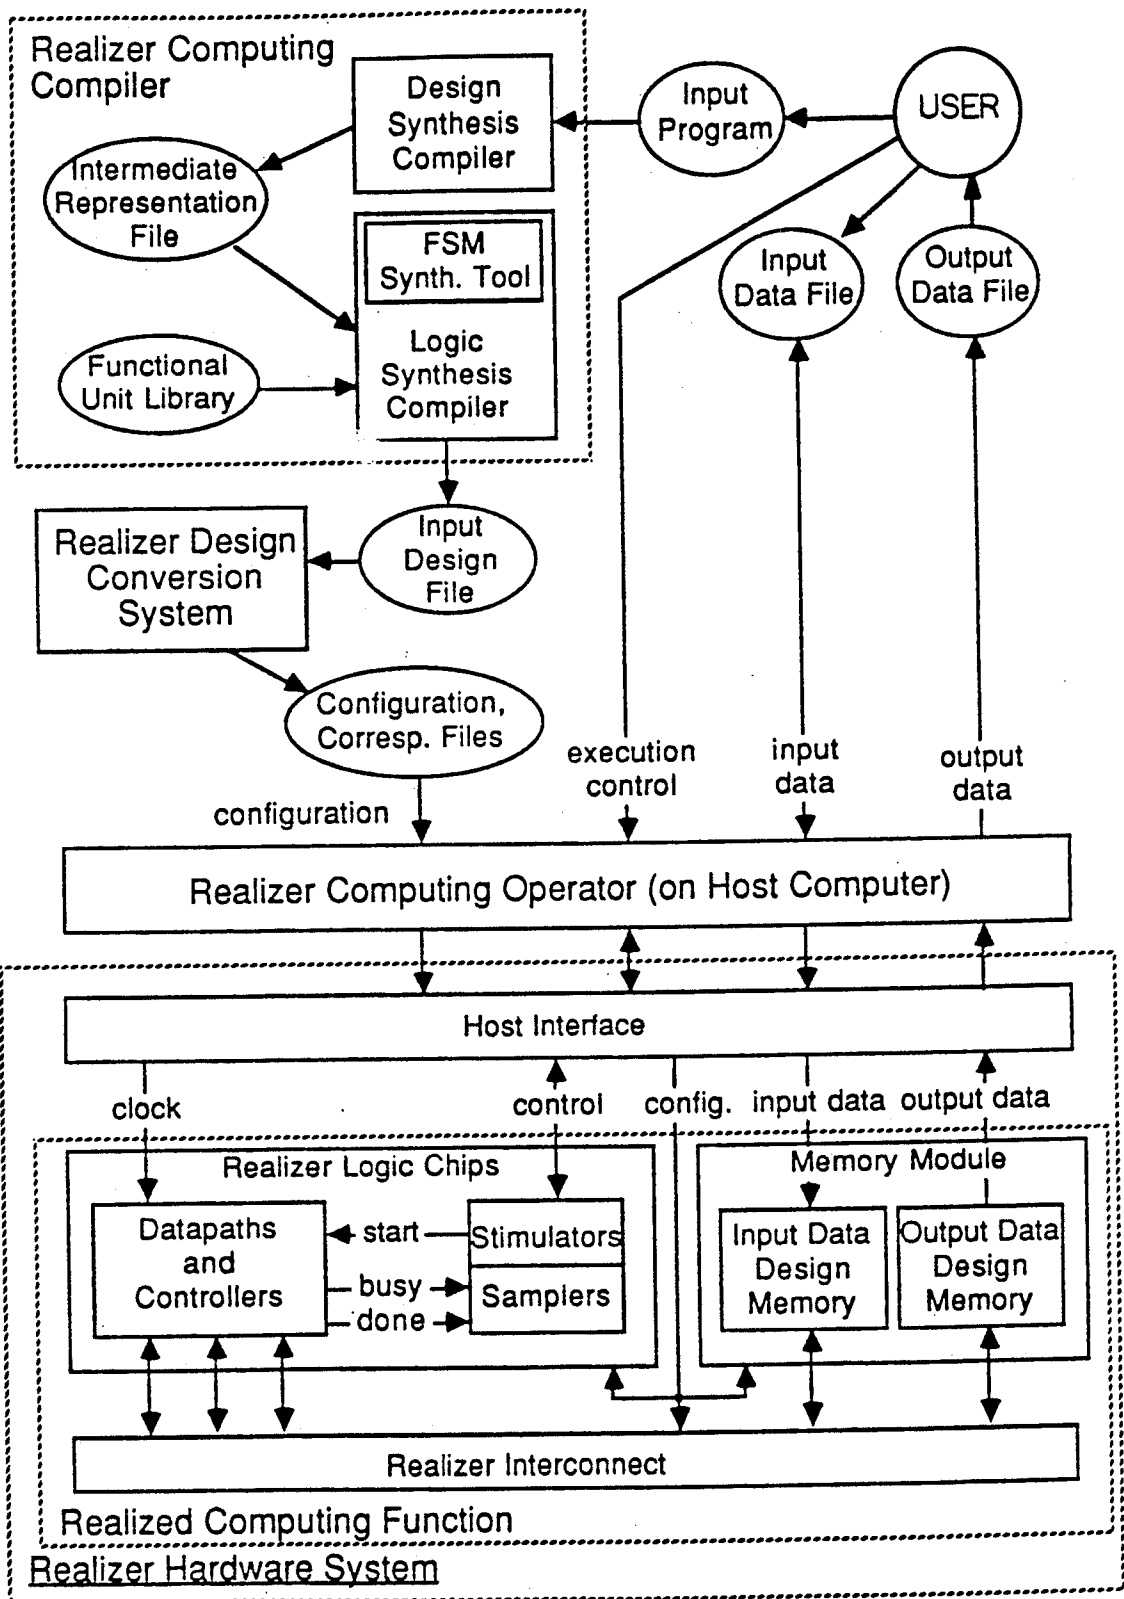 Realizer Computing
Compiler
Design
Synthesis
Compiler
Input
Program
USER
Intermediate
Representation
File
FSM
Synth. Tool
Input
Data File
Output
Data File
Logic
Synthesis
Compiler
Functional
Unit Library
Input
Design
File
Realizer Design
Conversion
System
Configuration,
Corresp. Files
execution
control
input
data
output
data
configuration
Realizer Computing Operator (on Host Computer)
Host Interface
clock
control
config.
input data
output data
Realizer Logic Chips
Memory Module
Datapaths
and
Controllers
start
busy
done
Stimulators
Samplers
Input Data
Design
Memory
Output Data
Design
Memory
Realizer Interconnect
Realized Computing Function
Realizer Hardware System